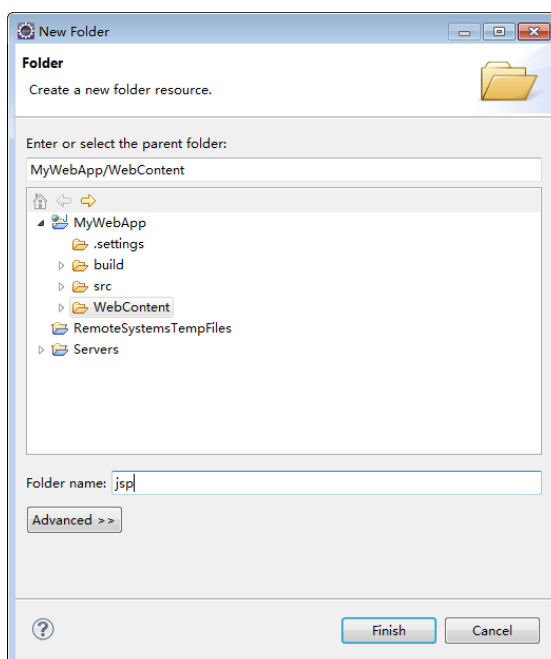 New Folder
Folder
Create a new folder resource.
Enter or select the parent folder:
MyWebApp/WebContent
MyWebApp
.settings
build
src
WebContent
RemoteSystemsTempFiles
Servers
Folder name: jsp
Advanced >>
Finish Cancel